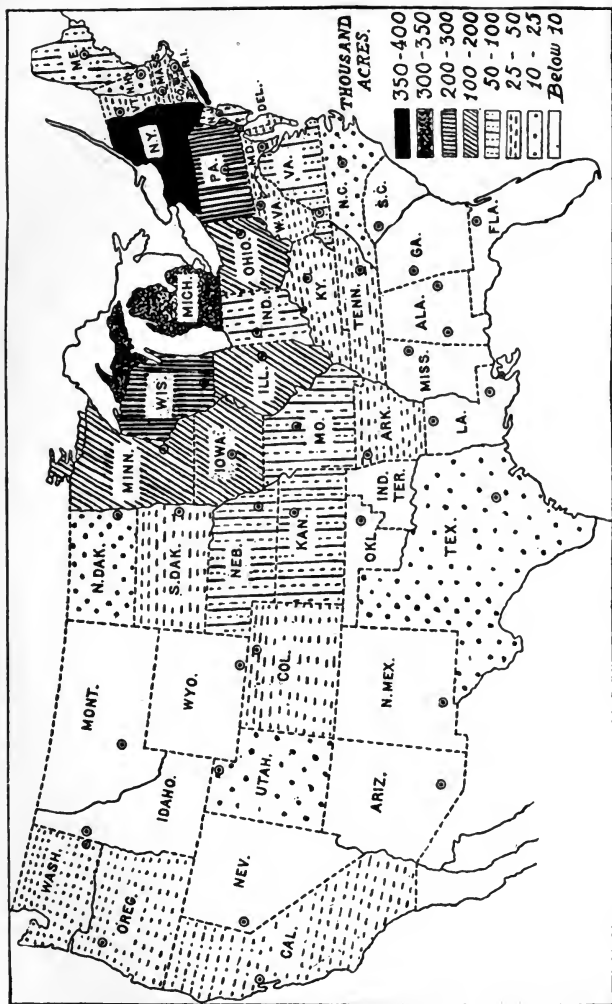 WASH.
OREG.
CAL.
NEV.
IDAHO.
MONT.
WYO.
UTAH.
ARIZ.
COL.
N.MEX.
N.DAK.
S.DAK.
NEB.
KAN.
OKL.
IND.
TER.
TEX.
MINN.
IOWA.
MO.
ARK.
LA.
WIS.
ILL.
MICH.
IND.
OHIO.
KY.
TENN.
MISS.
ALA.
GA.
FLA.
S.C.
N.C.
VA.
W.VA.
MD.
DEL.
PA.
N.Y.
VT.
N.H.
ME.
MASS.
R.I.
THOUSAND
ACRES.
350-400
300-350
200-300
100-200
50-100
25-50
10-25
Below 10